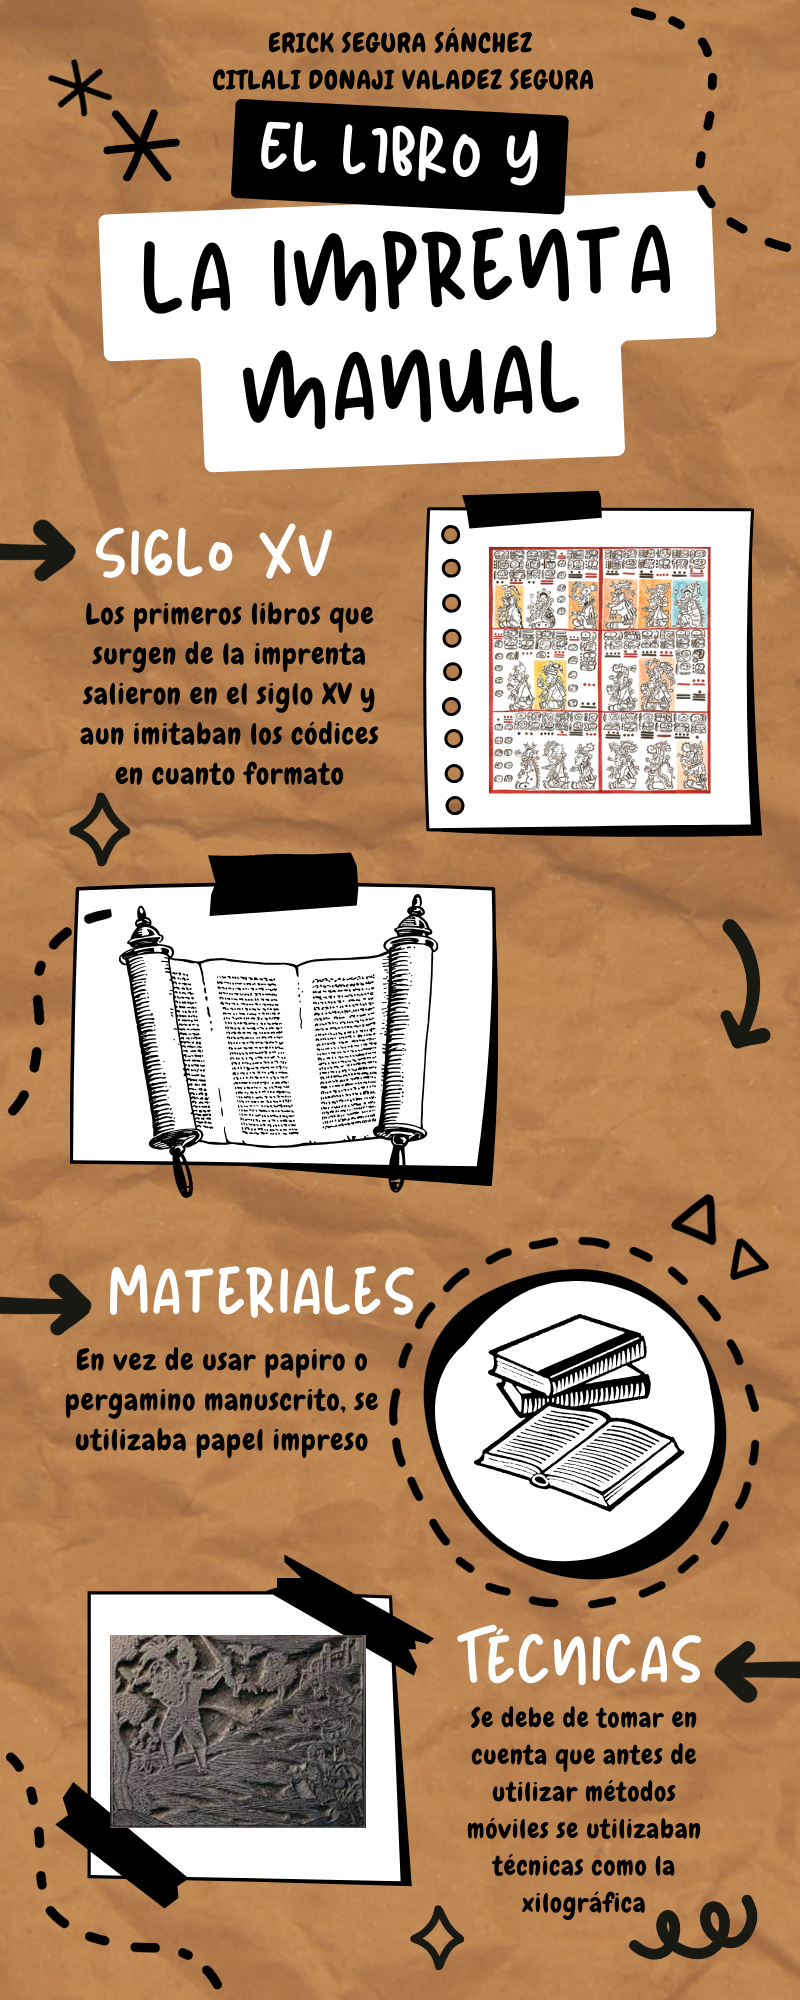 ERICK SEGURA SÁNCHEZ
CITLALI DONAJI VALADEZ SEGURA
EL LIBRO Y
LA IMPRENTA
MANUAL
SIGLO XV
Los primeros libros que
surgen de la imprenta
salieron en el siglo XV y
aun imitaban los códices
en cuanto formato
MATERIALES
En vez de usar papiro o
pergamino manuscrito, se
utilizaba papel impreso
TÉCNICAS
Se debe de tomar en
cuenta que antes de
utilizar métodos
móviles se utilizaban
técnicas como la
xilográfica